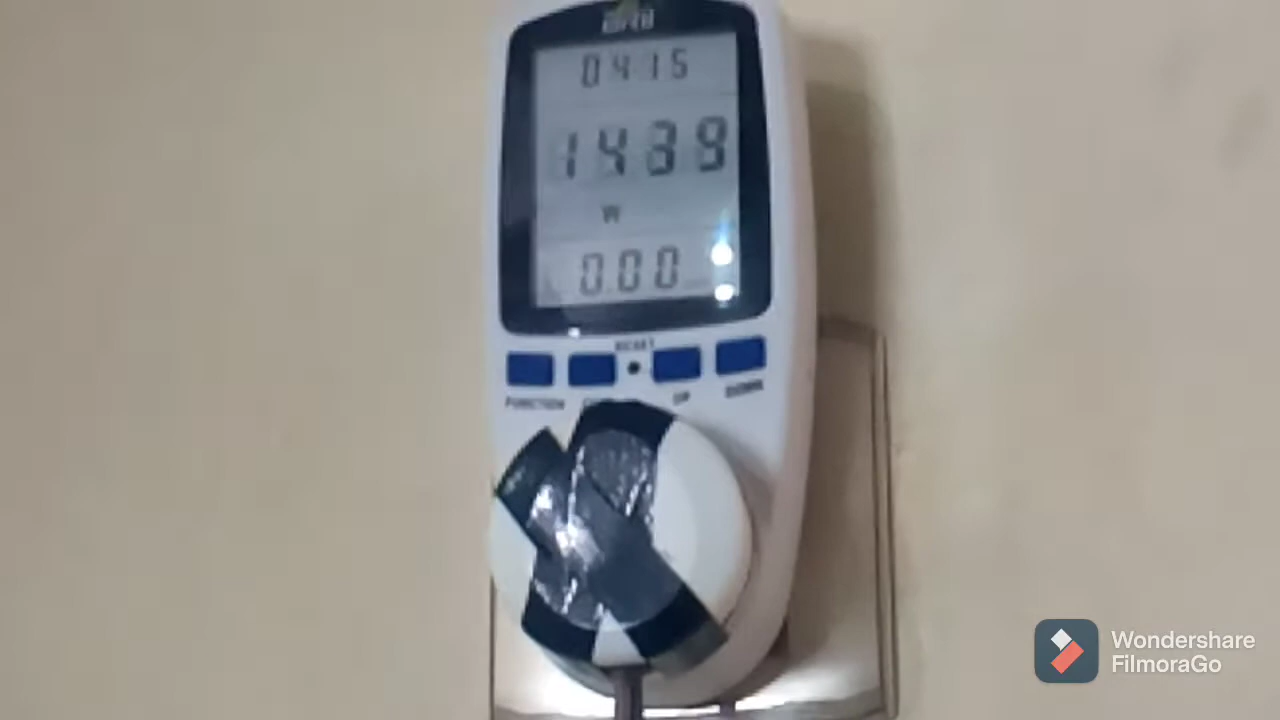 0415
1439
W
0.00
RESET
FUNCTION
UP
DOWN
Wondershare
FilmoraGo